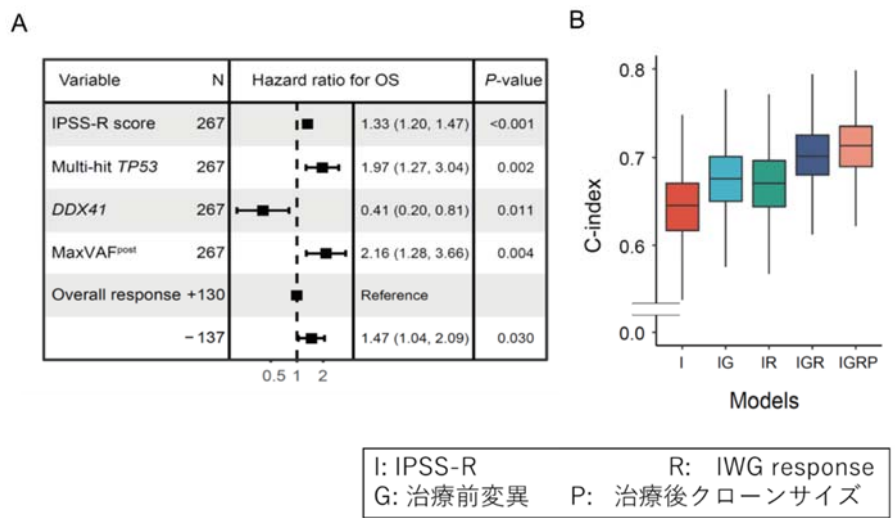 A
Variable N Hazard ratio for OS P-value
IPSS-R score 267 1.33 (1.20, 1.47) <0.001
Multi-hit TP53 267 1.97 (1.27, 3.04) 0.002
DDX41 267 0.41 (0.20, 0.81) 0.011
MaxVAFpost 267 2.16 (1.28, 3.66) 0.004
Overall response +130 Reference
−137 1.47 (1.04, 2.09) 0.030
0.5 1 2
B
C-index
0.8
0.7
0.6
0.0
I IG IR IGR IGRP
Models
I: IPSS-R R: IWG response
G: 治療前変異 P: 治療後クローンサイズ